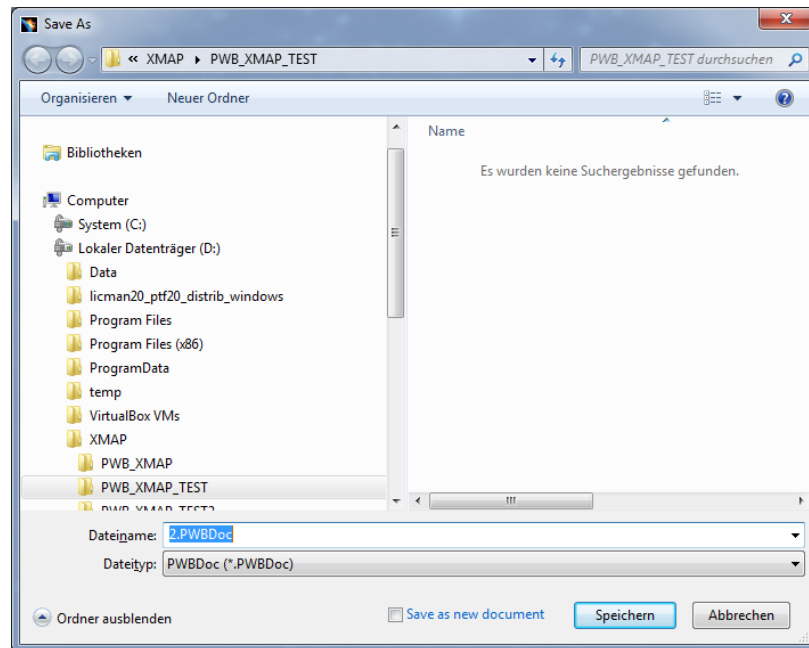 Save As
« XMAP ▸ PWB_XMAP_TEST
PWB_XMAP_TEST durchsuchen
Organisieren
Neuer Ordner
Name
Bibliotheken
Es wurden keine Suchergebnisse gefunden.
Computer
System (C:)
Lokaler Datenträger (D:)
Data
licman20_ptf20_distrib_windows
Program Files
Program Files (x86)
ProgramData
temp
VirtualBox VMs
XMAP
PWB_XMAP
PWB_XMAP_TEST
PWB_XMAP_TEST2
Dateiname: 2.PWBDoc
Dateityp: PWBDoc (*.PWBDoc)
Ordner ausblenden
Save as new document
Speichern
Abbrechen